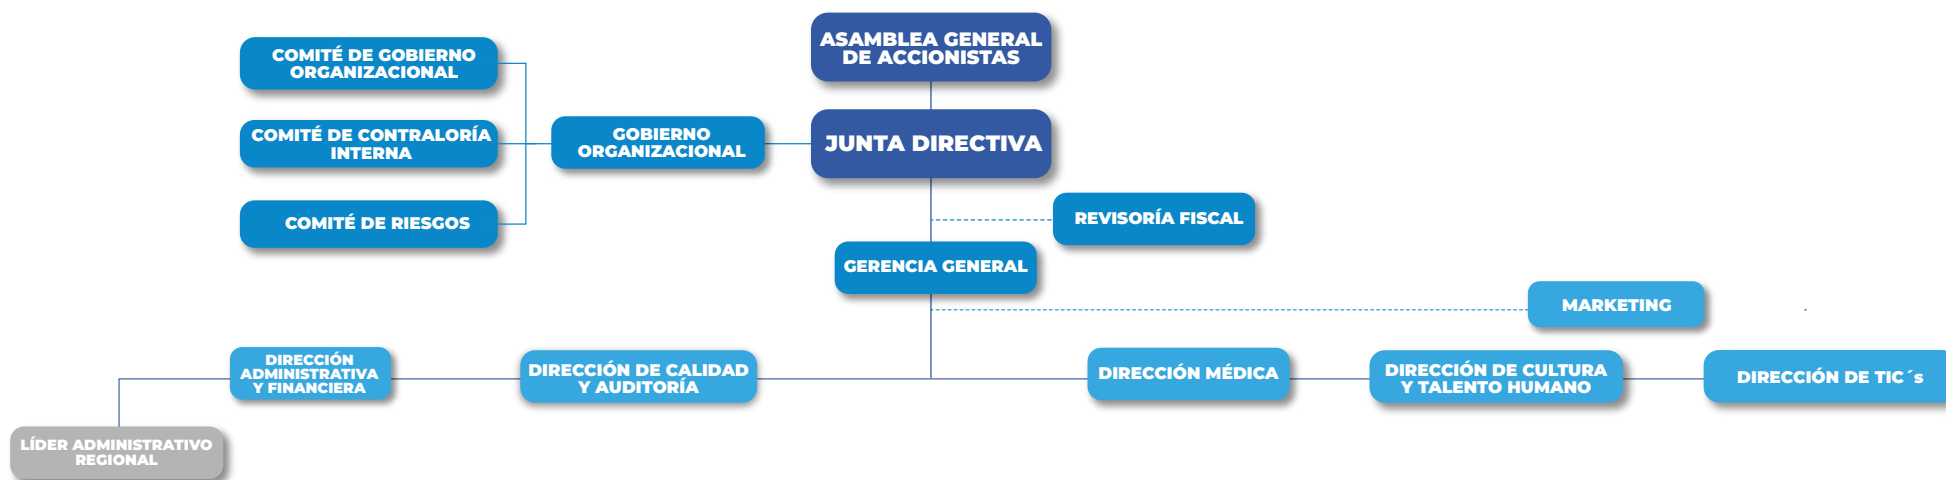 ASAMBLEA GENERAL
DE ACCIONISTAS
COMITÉ DE GOBIERNO
ORGANIZACIONAL
COMITÉ DE CONTRALORÍA
INTERNA
GOBIERNO
ORGANIZACIONAL
JUNTA DIRECTIVA
COMITÉ DE RIESGOS
REVISORÍA FISCAL
GERENCIA GENERAL
MARKETING
DIRECCIÓN
ADMINISTRATIVA
Y FINANCIERA
DIRECCIÓN DE CALIDAD
Y AUDITORÍA
DIRECCIÓN MÉDICA
DIRECCIÓN DE CULTURA
Y TALENTO HUMANO
DIRECCIÓN DE TIC´s
LÍDER ADMINISTRATIVO
REGIONAL